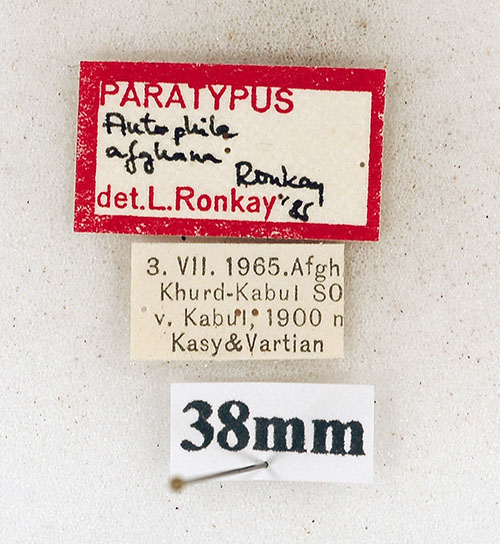 PARATYPUS
Autophila
afghana
Ronkay
det.L.Ronkay '85
3. VII. 1965.Afgh
Khurd-Kabul SO
v. Kabul, 1900 m
Kasy&Vartian
38mm